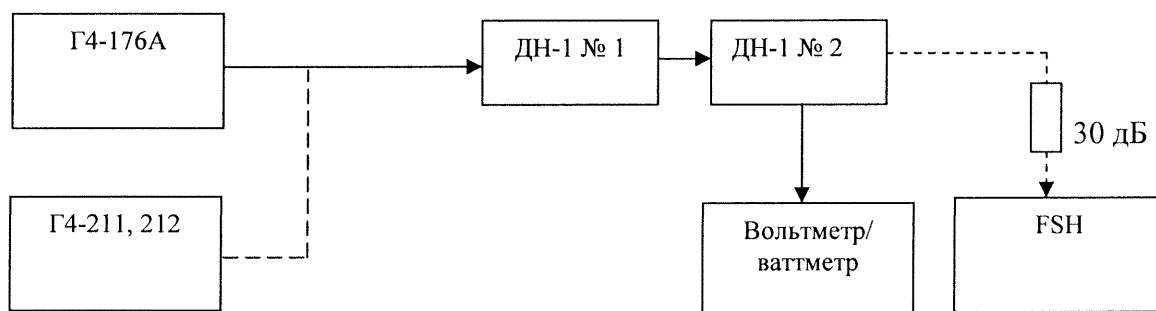 Г4-176А
ДН-1 № 1
ДН-1 № 2
30 дБ
Г4-211, 212
Вольтметр/
ваттметр
FSH